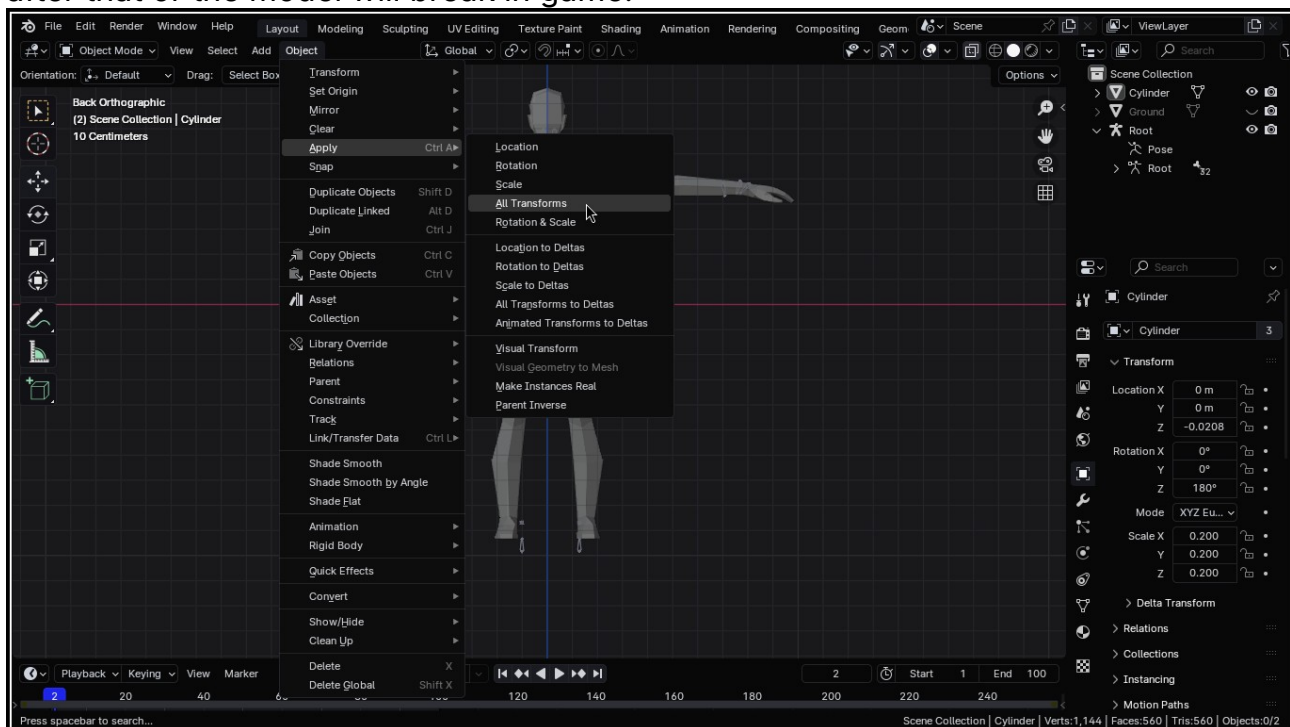 after that or the model will break in game.
File Edit Render Window Help Layout Modeling Sculpting UV Editing Texture Paint Shading Animation Rendering Compositing Geom Scene ViewLayer
Object Mode View Select Add Object Global Search
Orientation: Default Drag: Select Box Options
Back Orthographic
(2) Scene Collection | Cylinder
10 Centimeters
Transform
Set Origin
Mirror
Clear
Apply Ctrl A
Snap
Duplicate Objects Shift D
Duplicate Linked Alt D
Join Ctrl J
Copy Objects Ctrl C
Paste Objects Ctrl V
Asset
Collection
Library Override
Relations
Parent
Constraints
Track
Link/Transfer Data Ctrl L
Shade Smooth
Shade Smooth by Angle
Shade Flat
Animation
Rigid Body
Quick Effects
Convert
Show/Hide
Clean Up
Delete X
Delete Global Shift X
Location
Rotation
Scale
All Transforms
Rotation & Scale
Location to Deltas
Rotation to Deltas
Scale to Deltas
All Transforms to Deltas
Animated Transforms to Deltas
Visual Transform
Visual Geometry to Mesh
Make Instances Real
Parent Inverse
Scene Collection
Cylinder
Ground
Root
Pose
Root 32
Search
Cylinder
Cylinder 3
Transform
Location X 0 m
Y 0 m
Z -0.0208
Rotation X 0°
Y 0°
Z 180°
Mode XYZ Eu...
Scale X 0.200
Y 0.200
Z 0.200
Delta Transform
Relations
Collections
Instancing
Motion Paths
Playback Keying View Marker 2 Start 1 End 100
2 20 40 120 140 160 180 200 220 240
Press spacebar to search... Scene Collection | Cylinder | Verts:1,144 | Faces:560 | Tris:560 | Objects:0/2